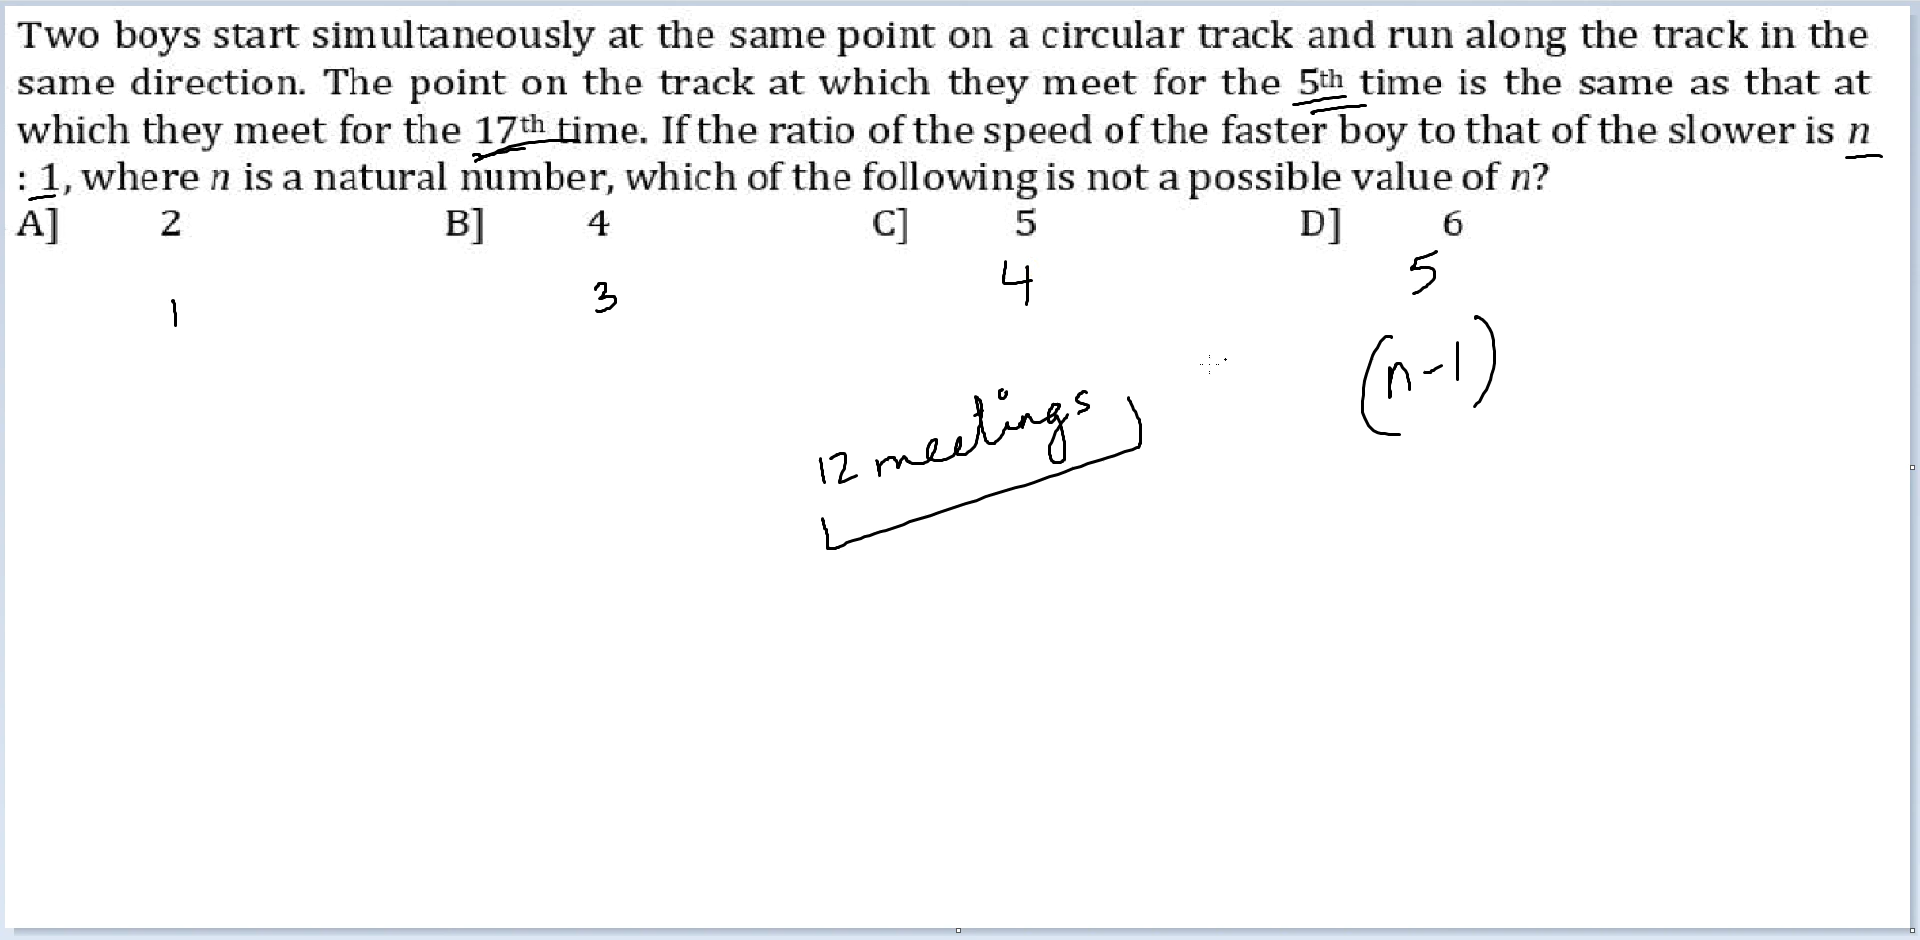 Two boys start simultaneously at the same point on a circular track and run along the track in the
same direction. The point on the track at which they meet for the 5th time is the same as that at
which they meet for the 17th time. If the ratio of the speed of the faster boy to that of the slower is n
: 1, where n is a natural number, which of the following is not a possible value of n?
A] 2 B] 4 C] 5 D] 6
1 3 4 5
(n-1)
12 meetings